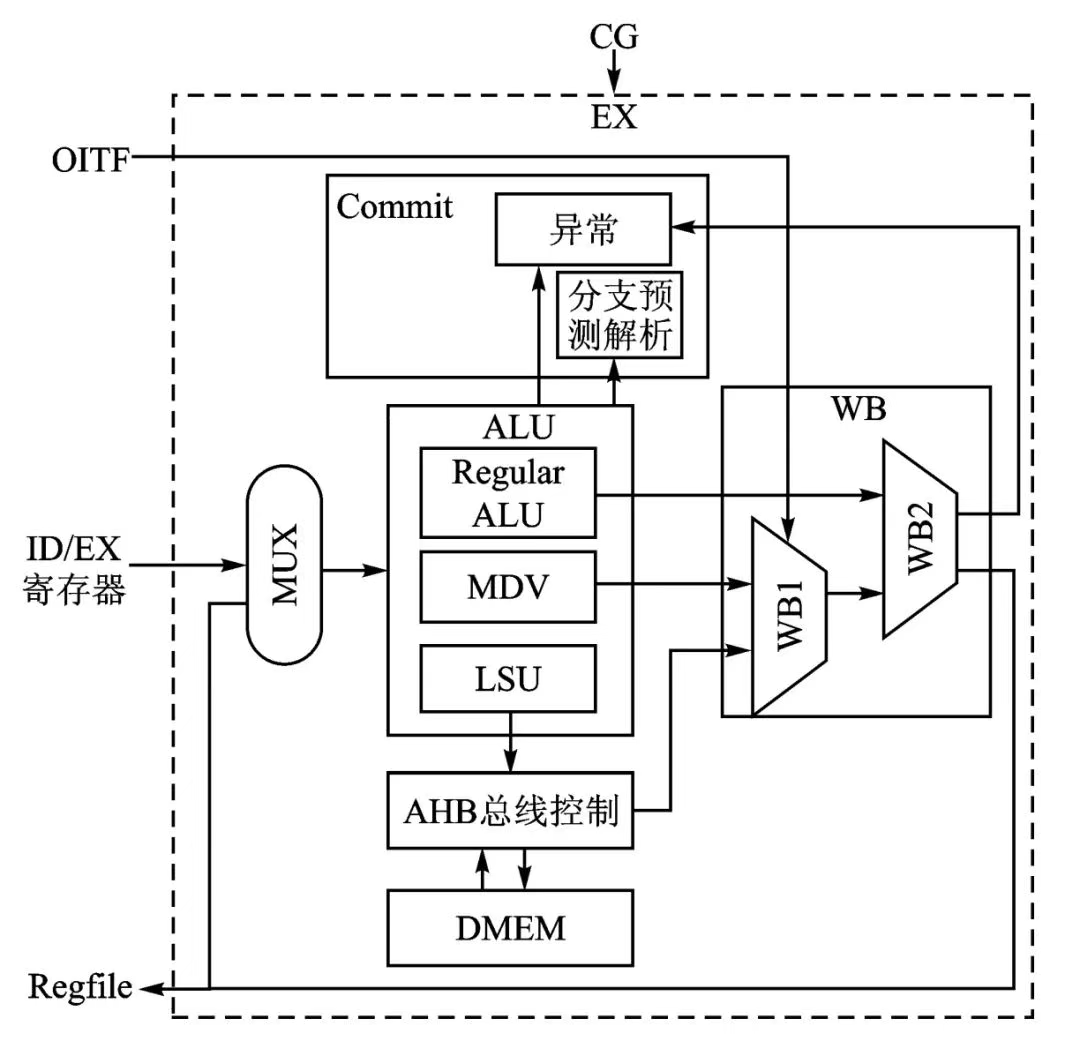 CG
EX
OITF
Commit
异常
分支预
测解析
WB
ALU
Regular
ALU
WB2
ID/EX
寄存器
MUX
MDV
WB1
LSU
AHB总线控制
DMEM
Regfile